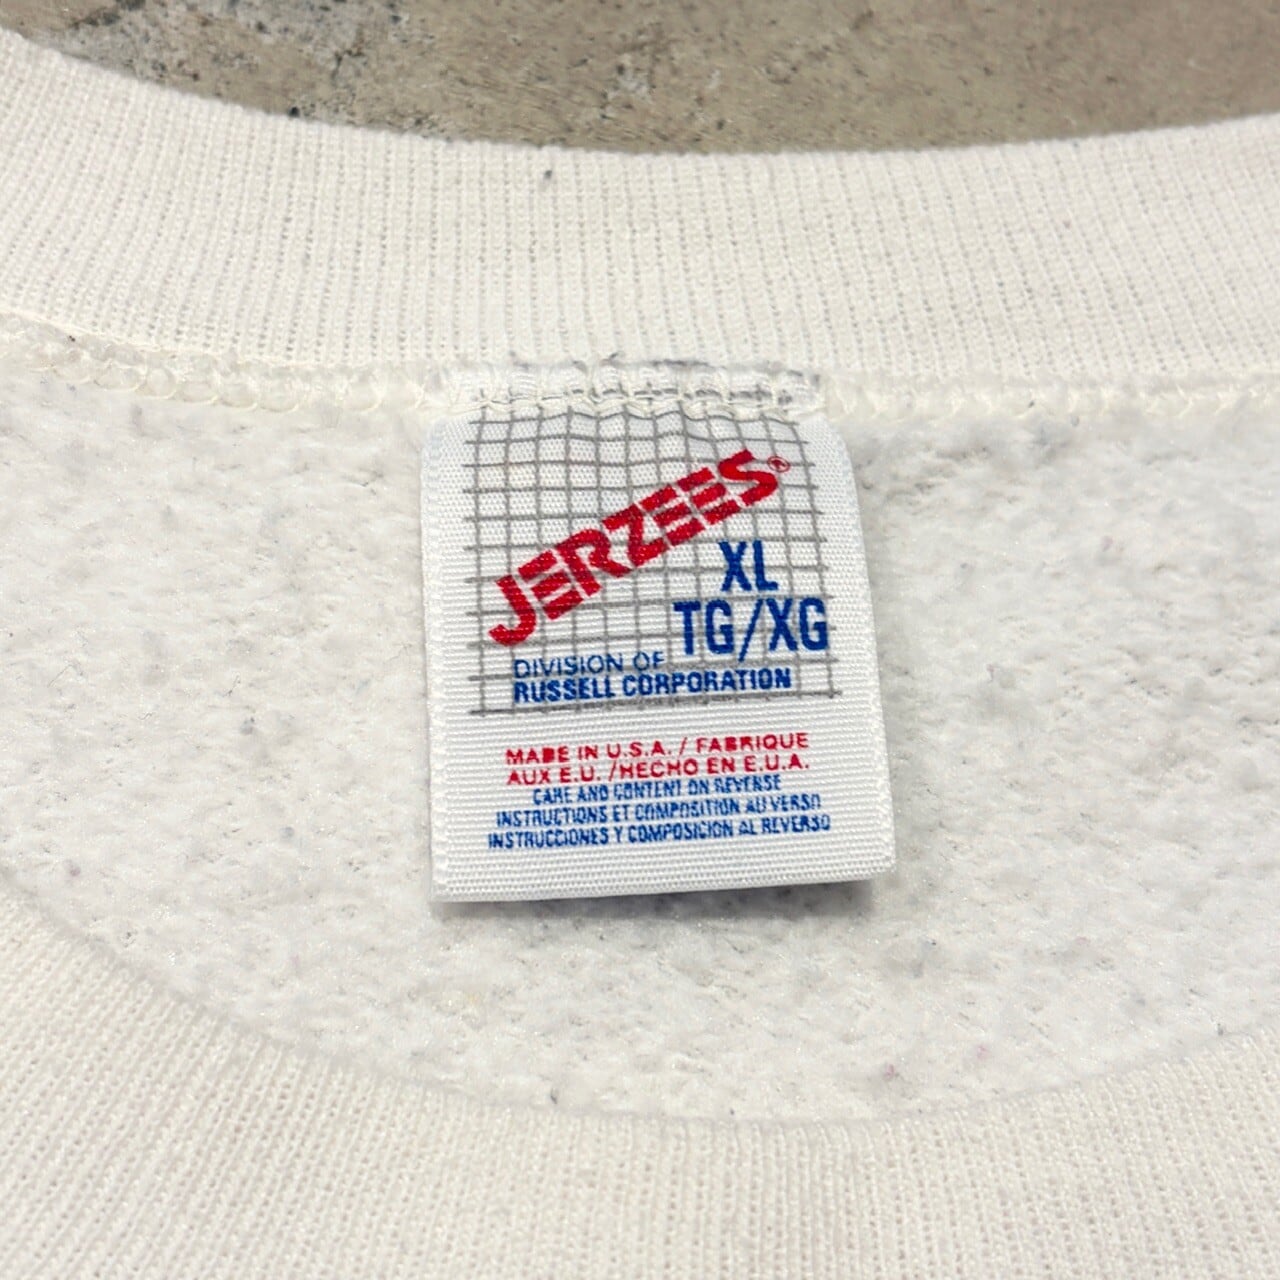 JERZEES®
XL
TG/XG
DIVISION OF
RUSSELL CORPORATION
MADE IN U.S.A. / FABRIQUE
AUX E.U. /HECHO EN E.U.A.
CARE AND CONTENT ON REVERSE
INSTRUCTIONS ET COMPOSITION AU VERSO
INSTRUCCIONES Y COMPOSICION AL REVERSO